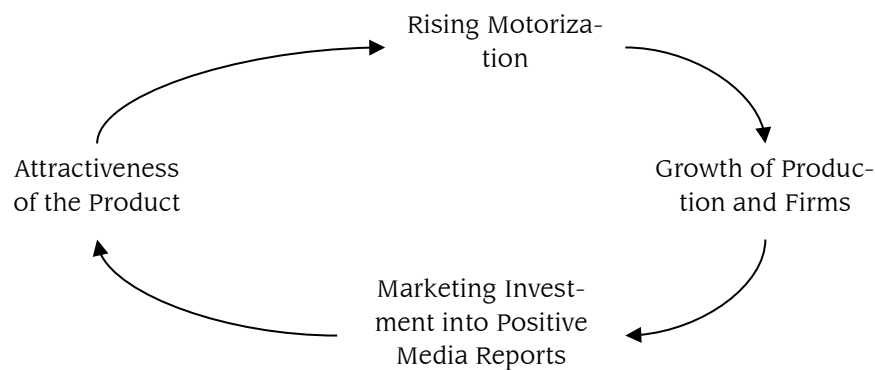 Rising Motoriza-
tion
Attractiveness
of the Product
Growth of Produc-
tion and Firms
Marketing Invest-
ment into Positive
Media Reports